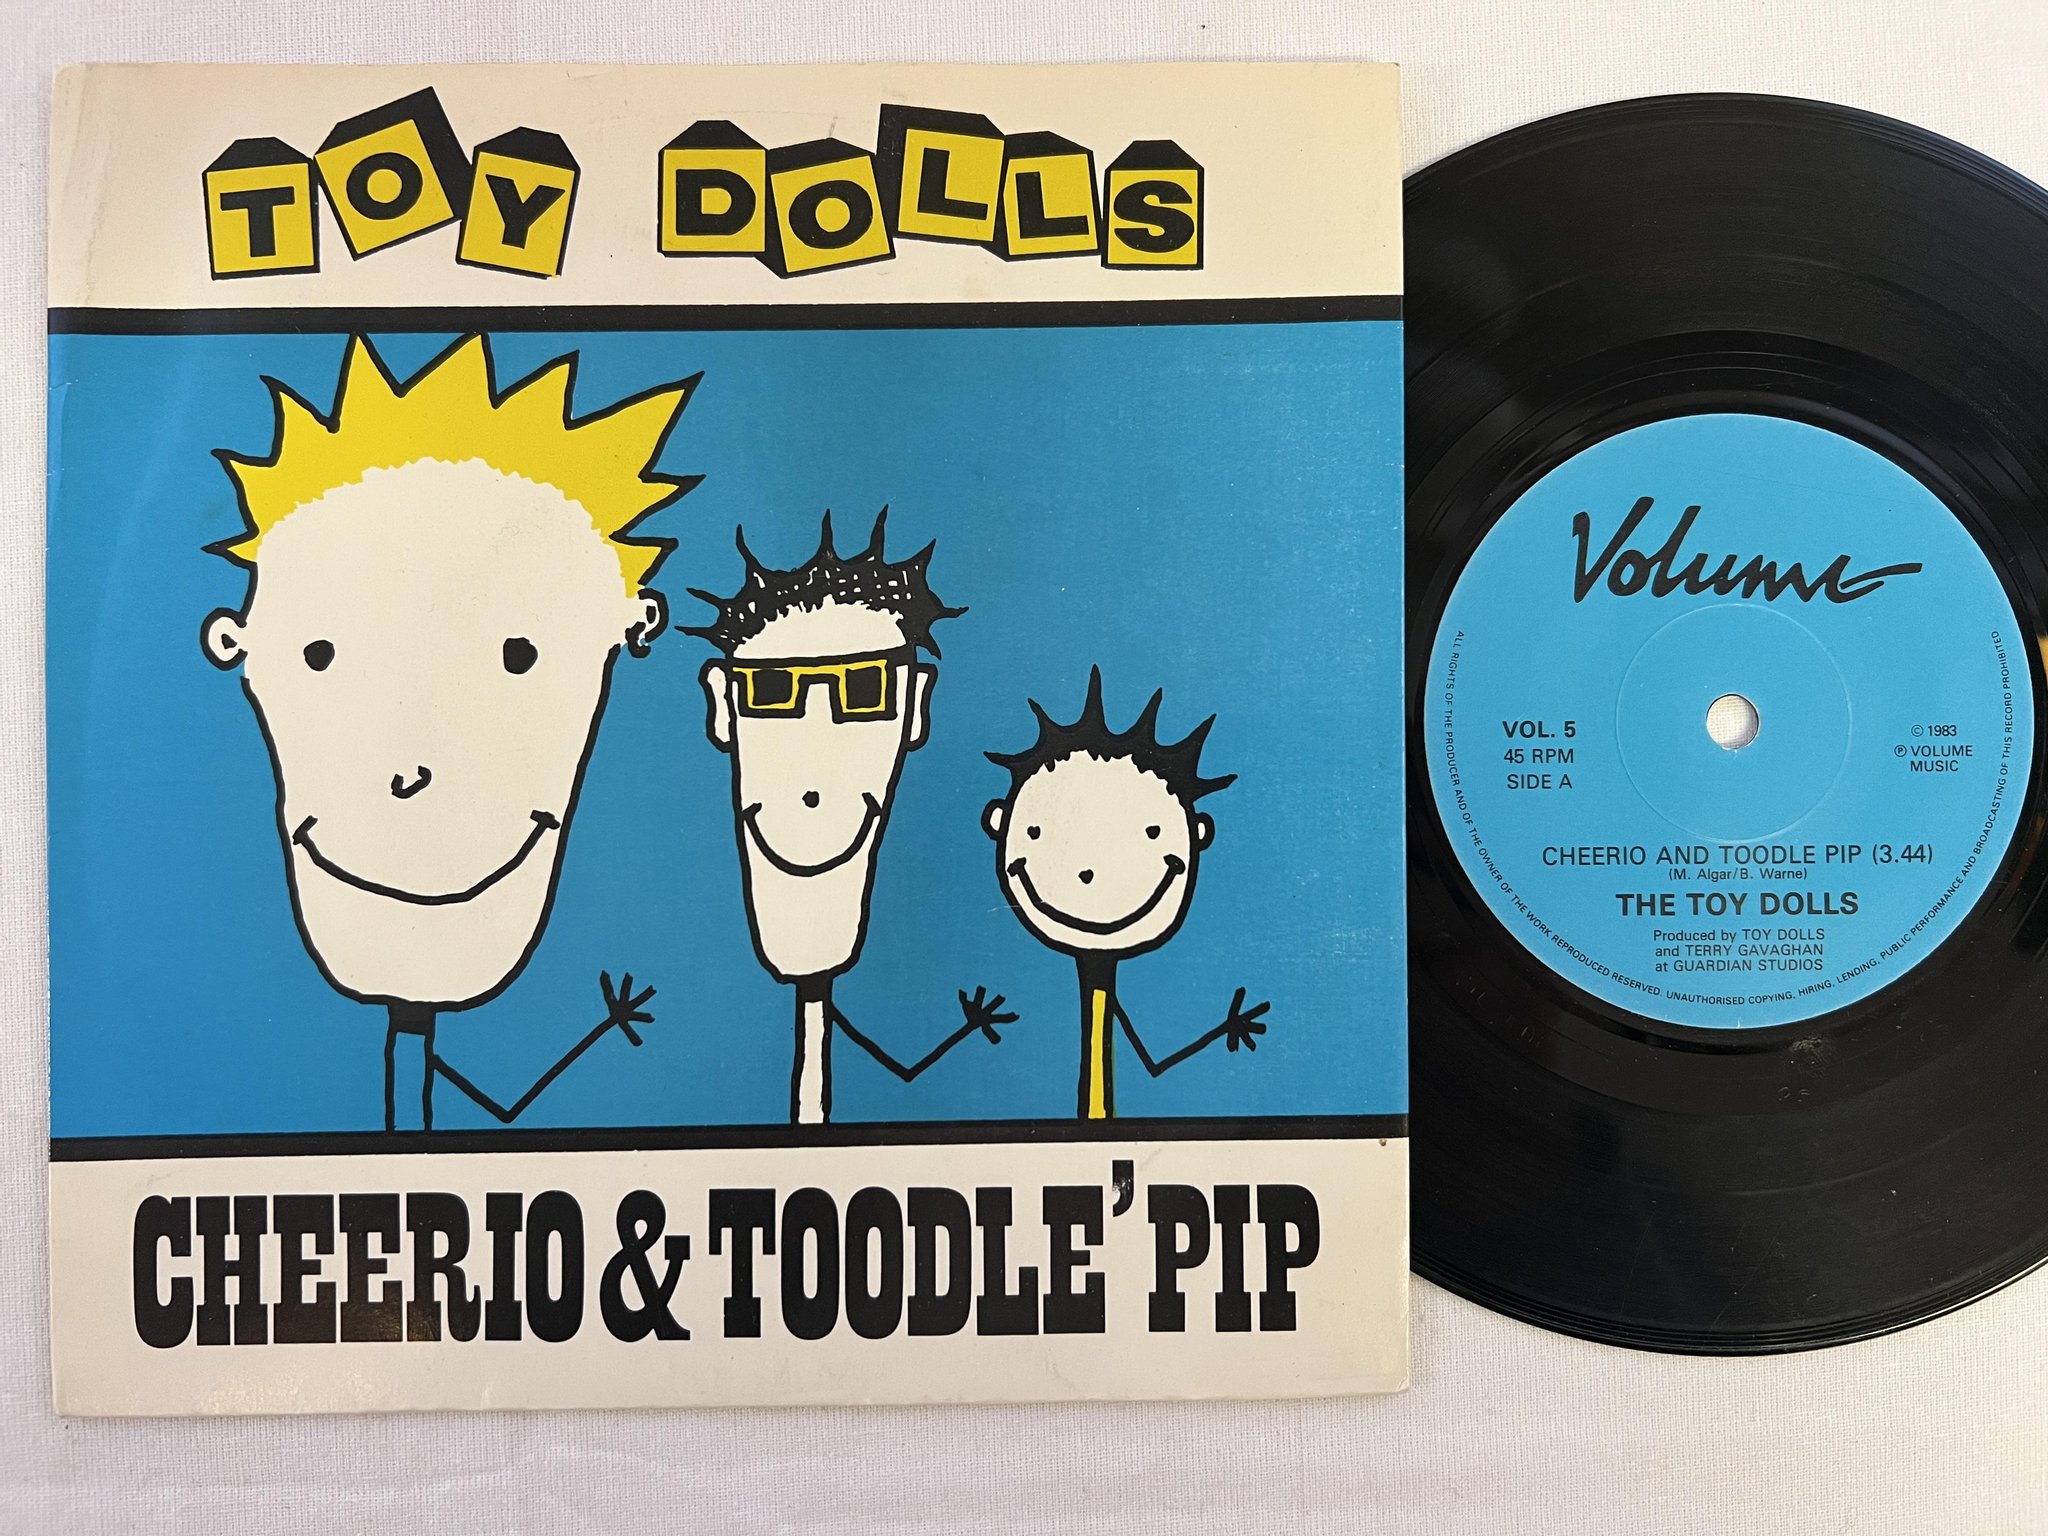 TOY DOLLS
CHEERIO & TOODLE' PIP
Volume
VOL. 5
45 RPM
SIDE A
© 1983
℗ VOLUME
MUSIC
CHEERIO AND TOODLE PIP (3.44)
(M. Algar/B. Warne)
THE TOY DOLLS
Produced by TOY DOLLS
and TERRY GAVAGHAN
at GUARDIAN STUDIOS
ALL RIGHTS OF THE PRODUCER AND OF THE OWNER OF THE WORK REPRODUCED RESERVED. UNAUTHORISED COPYING, HIRING, LENDING, PUBLIC PERFORMANCE AND BROADCASTING OF THIS RECORD PROHIBITED